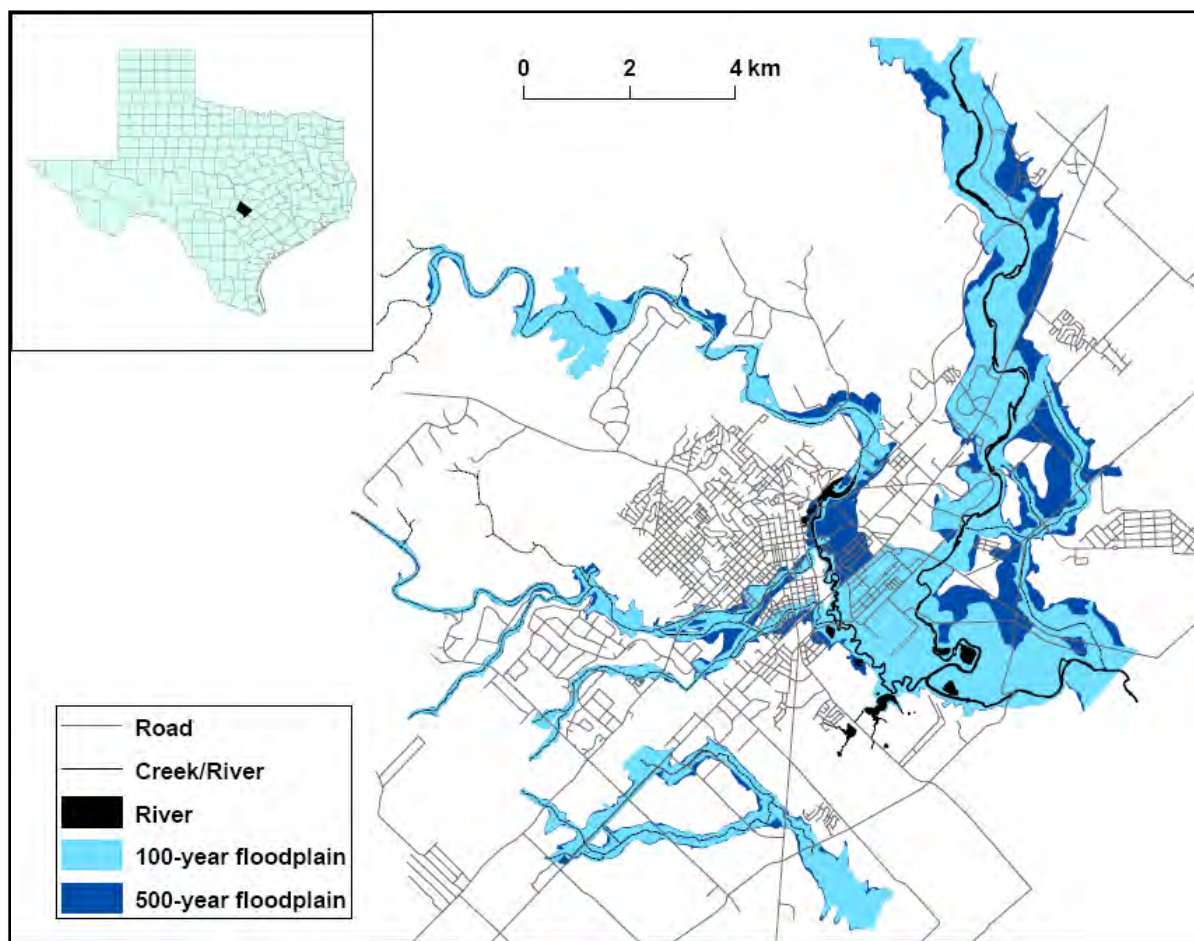 0 2 4 km
Road
Creek/River
River
100-year floodplain
500-year floodplain